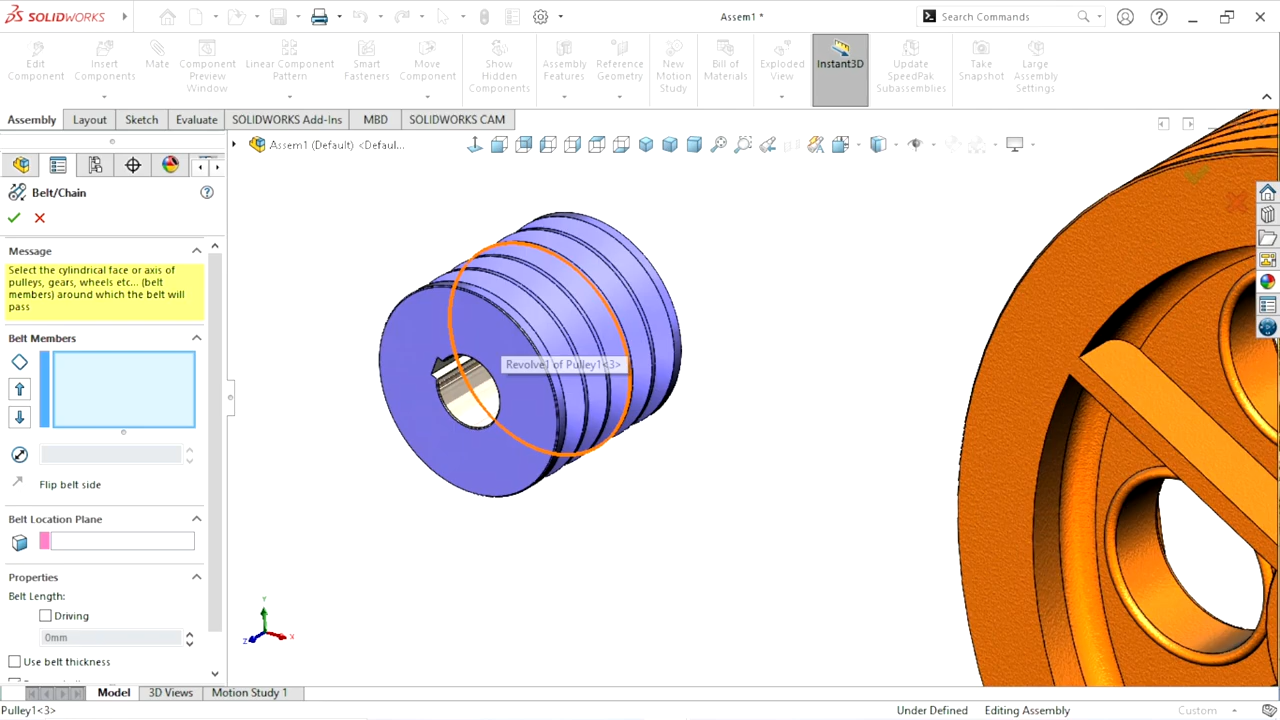 SOLIDWORKS
Assem1 *
Search Commands
Edit
Component
Insert
Components
Mate
Component
Preview
Window
Linear Component
Pattern
Smart
Fasteners
Move
Component
Show
Hidden
Components
Assembly
Features
Reference
Geometry
New
Motion
Study
Bill of
Materials
Exploded
View
Instant3D
Update
SpeedPak
Subassemblies
Take
Snapshot
Large
Assembly
Settings
Assembly
Layout
Sketch
Evaluate
SOLIDWORKS Add-Ins
MBD
SOLIDWORKS CAM
Assem1 (Default) <Defau...
Belt/Chain
Message
Select the cylindrical face or axis of
pulleys, gears, wheels etc... (belt
members) around which the belt will
pass
Belt Members
Flip belt side
Belt Location Plane
Properties
Belt Length:
Driving
0mm
Use belt thickness
Revolve1 of Pulley1<3>
Y
X
Z
Model
3D Views
Motion Study 1
Pulley1<3>
Under Defined
Editing Assembly
Custom